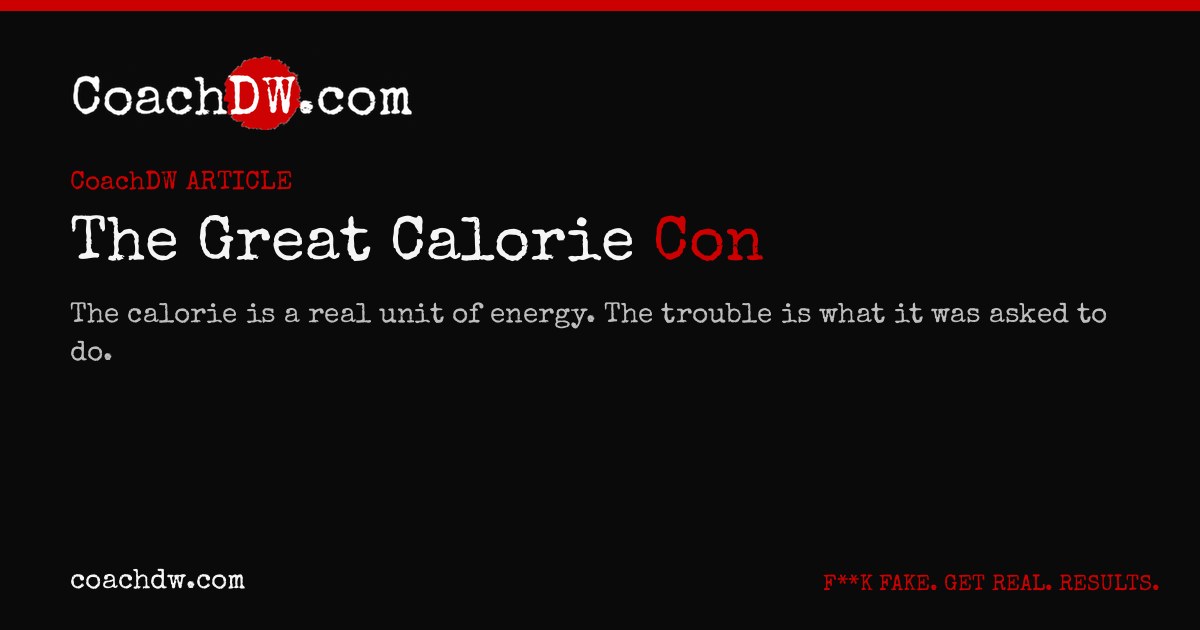 CoachDW.com
CoachDW ARTICLE
The Great Calorie Con
The calorie is a real unit of energy. The trouble is what it was asked to
do.
coachdw.com
F**K FAKE. GET REAL. RESULTS.